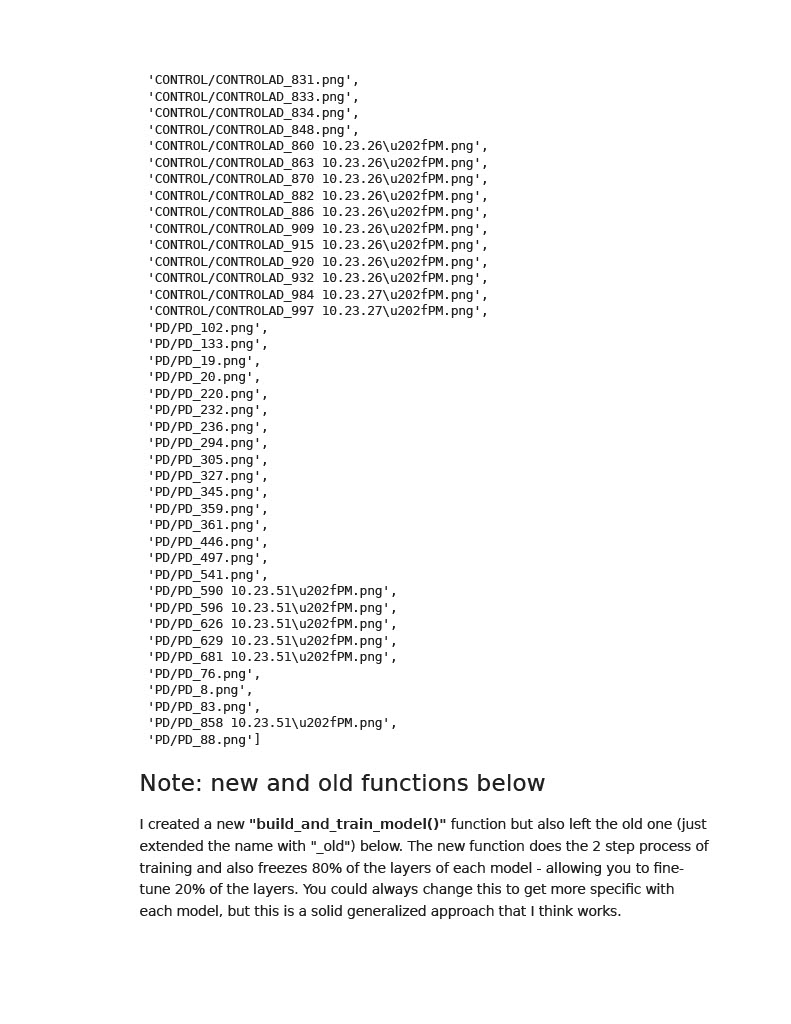 'CONTROL/CONTROLAD_831.png',
'CONTROL/CONTROLAD_833.png',
'CONTROL/CONTROLAD_834.png',
'CONTROL/CONTROLAD_848.png',
'CONTROL/CONTROLAD_860 10.23.26\u202fPM.png',
'CONTROL/CONTROLAD_863 10.23.26\u202fPM.png',
'CONTROL/CONTROLAD_870 10.23.26\u202fPM.png',
'CONTROL/CONTROLAD_882 10.23.26\u202fPM.png',
'CONTROL/CONTROLAD_886 10.23.26\u202fPM.png',
'CONTROL/CONTROLAD_909 10.23.26\u202fPM.png',
'CONTROL/CONTROLAD_915 10.23.26\u202fPM.png',
'CONTROL/CONTROLAD_920 10.23.26\u202fPM.png',
'CONTROL/CONTROLAD_932 10.23.26\u202fPM.png',
'CONTROL/CONTROLAD_984 10.23.27\u202fPM.png',
'CONTROL/CONTROLAD_997 10.23.27\u202fPM.png',
'PD/PD_102.png',
'PD/PD_133.png',
'PD/PD_19.png',
'PD/PD_20.png',
'PD/PD_220.png',
'PD/PD_232.png',
'PD/PD_236.png',
'PD/PD_294.png',
'PD/PD_305.png',
'PD/PD_327.png',
'PD/PD_345.png',
'PD/PD_359.png',
'PD/PD_361.png',
'PD/PD_446.png',
'PD/PD_497.png',
'PD/PD_541.png',
'PD/PD_590 10.23.51\u202fPM.png',
'PD/PD_596 10.23.51\u202fPM.png',
'PD/PD_626 10.23.51\u202fPM.png',
'PD/PD_629 10.23.51\u202fPM.png',
'PD/PD_681 10.23.51\u202fPM.png',
'PD/PD_76.png',
'PD/PD_8.png',
'PD/PD_83.png',
'PD/PD_858 10.23.51\u202fPM.png',
'PD/PD_88.png']
Note: new and old functions below
I created a new "build_and_train_model()" function but also left the old one (just
extended the name with "_old") below. The new function does the 2 step process of
training and also freezes 80% of the layers of each model - allowing you to fine-
tune 20% of the layers. You could always change this to get more specific with
each model, but this is a solid generalized approach that I think works.